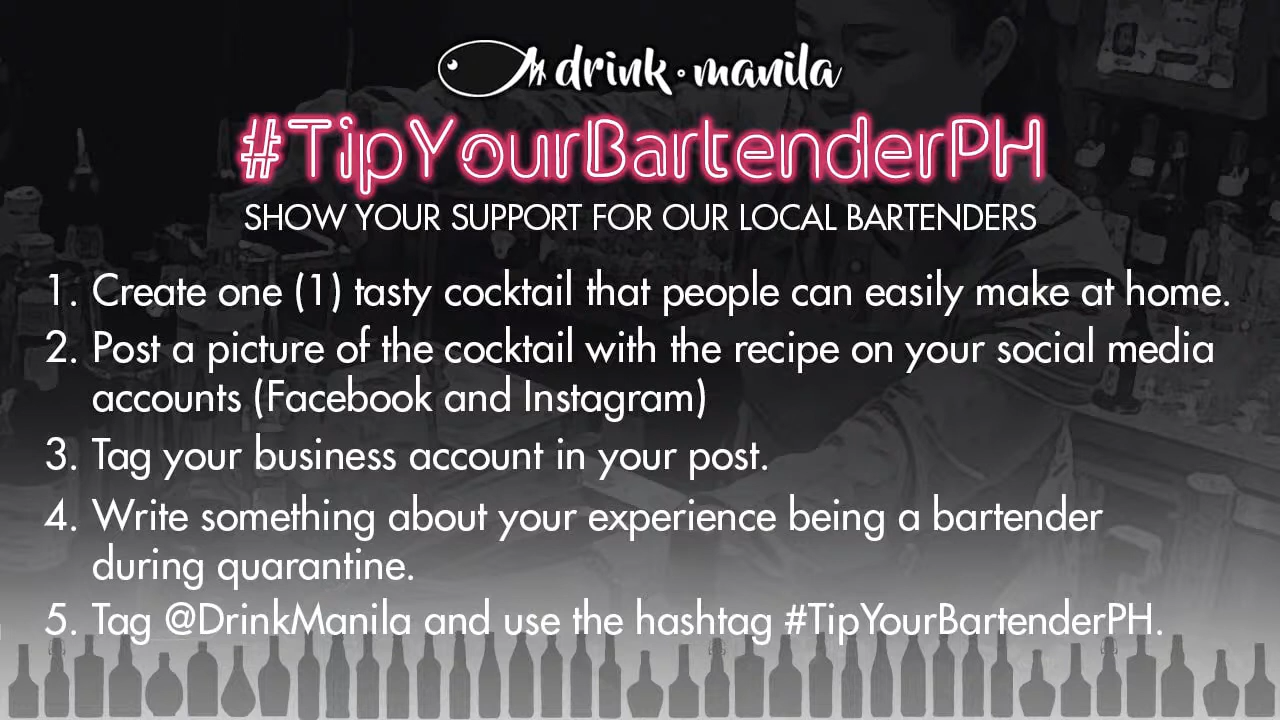 drink • manila
#TipYourBartenderPH
SHOW YOUR SUPPORT FOR OUR LOCAL BARTENDERS
1. Create one (1) tasty cocktail that people can easily make at home.
2. Post a picture of the cocktail with the recipe on your social media
accounts (Facebook and Instagram)
3. Tag your business account in your post.
4. Write something about your experience being a bartender
during quarantine.
5. Tag @DrinkManila and use the hashtag #TipYourBartenderPH.